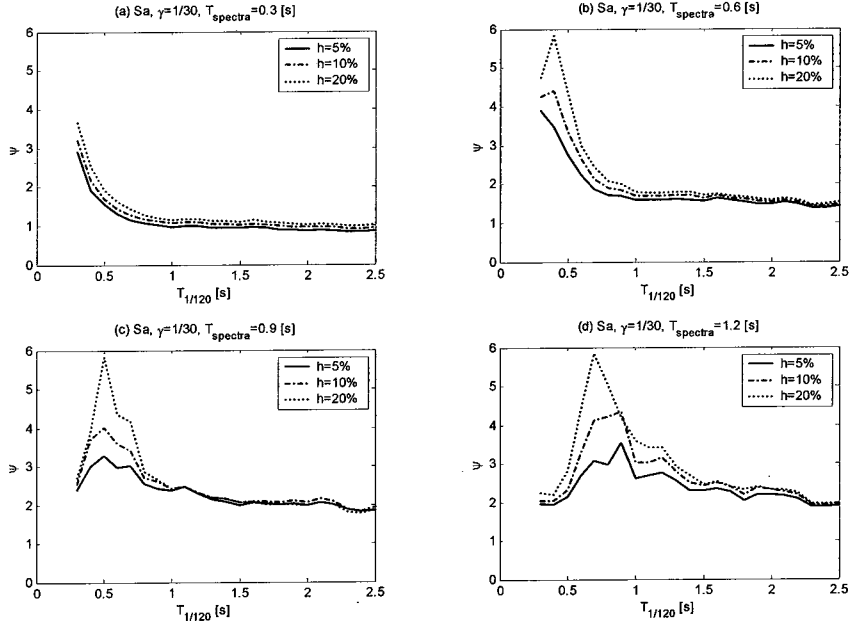 (a) Sa, γ=1/30, T_spectra=0.3 [s]
6
5
4
3
2
1
0
ψ
h=5%
h=10%
h=20%
0 0.5 1 1.5 2 2.5
T_1/120 [s]
(b) Sa, γ=1/30, T_spectra=0.6 [s]
6
5
4
3
2
1
0
ψ
h=5%
h=10%
h=20%
0 0.5 1 1.5 2 2.5
T_1/120 [s]
(c) Sa, γ=1/30, T_spectra=0.9 [s]
6
5
4
3
2
1
0
ψ
h=5%
h=10%
h=20%
0 0.5 1 1.5 2 2.5
T_1/120 [s]
(d) Sa, γ=1/30, T_spectra=1.2 [s]
6
5
4
3
2
1
0
ψ
h=5%
h=10%
h=20%
0 0.5 1 1.5 2 2.5
T_1/120 [s]